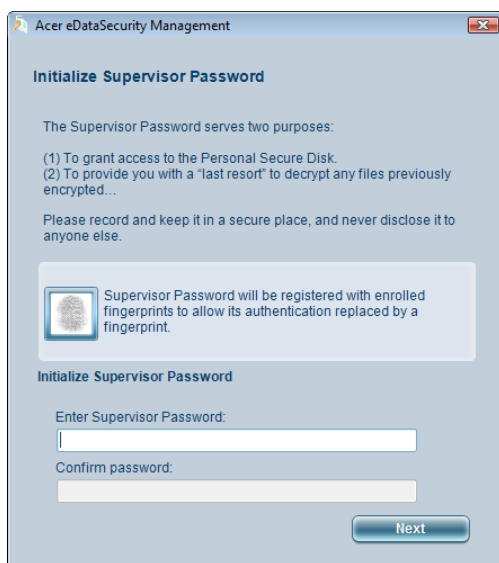 Acer eDataSecurity Management
Initialize Supervisor Password
The Supervisor Password serves two purposes:
(1) To grant access to the Personal Secure Disk.
(2) To provide you with a "last resort" to decrypt any files previously
encrypted...
Please record and keep it in a secure place, and never disclose it to
anyone else.
Supervisor Password will be registered with enrolled
fingerprints to allow its authentication replaced by a
fingerprint.
Initialize Supervisor Password
Enter Supervisor Password:
Confirm password:
Next